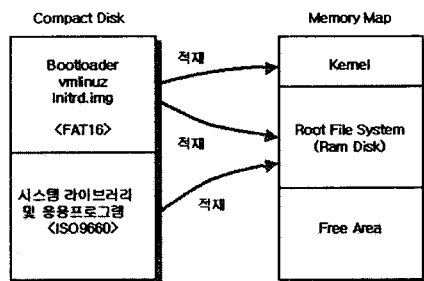 Compact Disk
Memory Map
Bootloader
vmlinuz
Initrd.img
<FAT16>
시스템 라이브러리
및 응용프로그램
<ISO9660>
적재
적재
적재
Kernel
Root File System
(Ram Disk)
Free Area